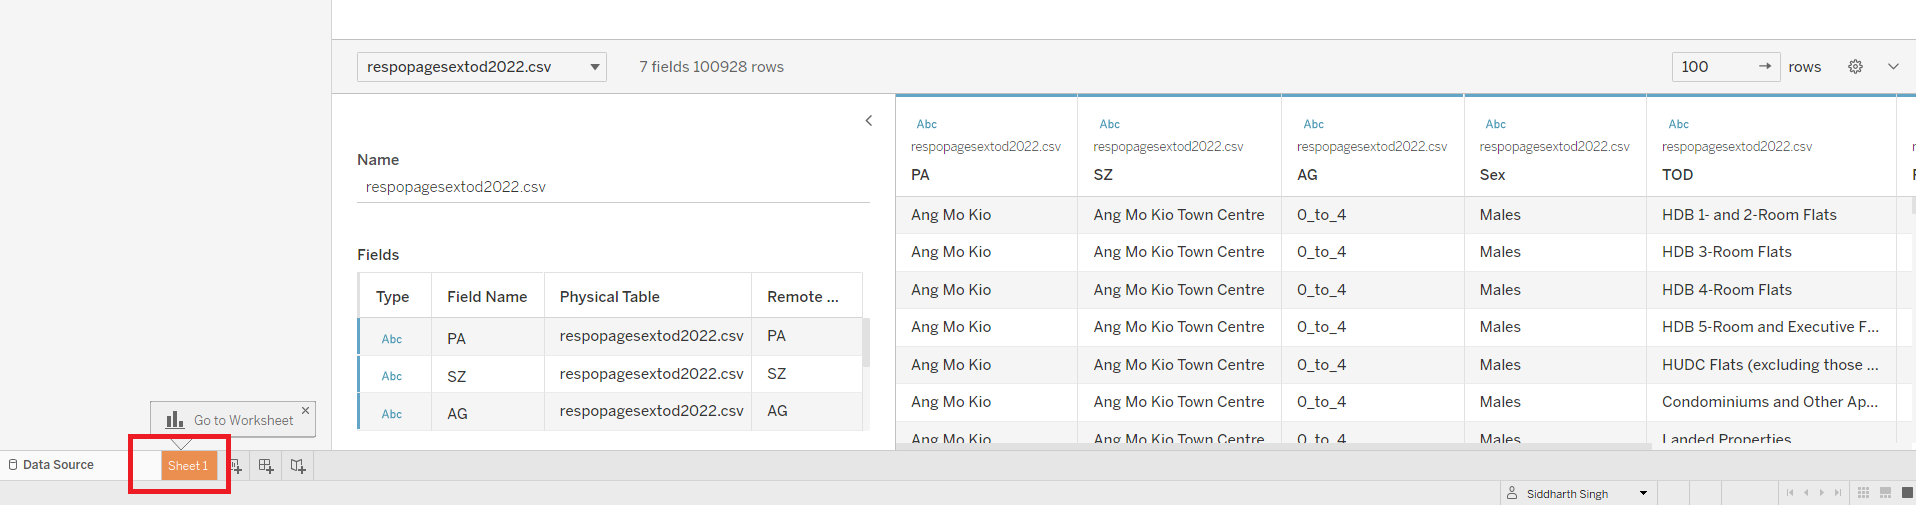 respopagesextod2022.csv 7 fields 100928 rows 100 rows
Name
respopagesextod2022.csv
Fields
Type Field Name Physical Table Remote ...
Abc PA respopagesextod2022.csv PA
Abc SZ respopagesextod2022.csv SZ
Abc AG respopagesextod2022.csv AG
Abc Abc Abc Abc Abc
respopagesextod2022.csv respopagesextod2022.csv respopagesextod2022.csv respopagesextod2022.csv respopagesextod2022.csv
PA SZ AG Sex TOD
Ang Mo Kio Ang Mo Kio Town Centre 0_to_4 Males HDB 1- and 2-Room Flats
Ang Mo Kio Ang Mo Kio Town Centre 0_to_4 Males HDB 3-Room Flats
Ang Mo Kio Ang Mo Kio Town Centre 0_to_4 Males HDB 4-Room Flats
Ang Mo Kio Ang Mo Kio Town Centre 0_to_4 Males HDB 5-Room and Executive F...
Ang Mo Kio Ang Mo Kio Town Centre 0_to_4 Males HUDC Flats (excluding those ...
Ang Mo Kio Ang Mo Kio Town Centre 0_to_4 Males Condominiums and Other Ap...
Ang Mo Kio Ang Mo Kio Town Centre 0_to_4 Males Landed Properties
Go to Worksheet
Data Source Sheet 1
Siddharth Singh